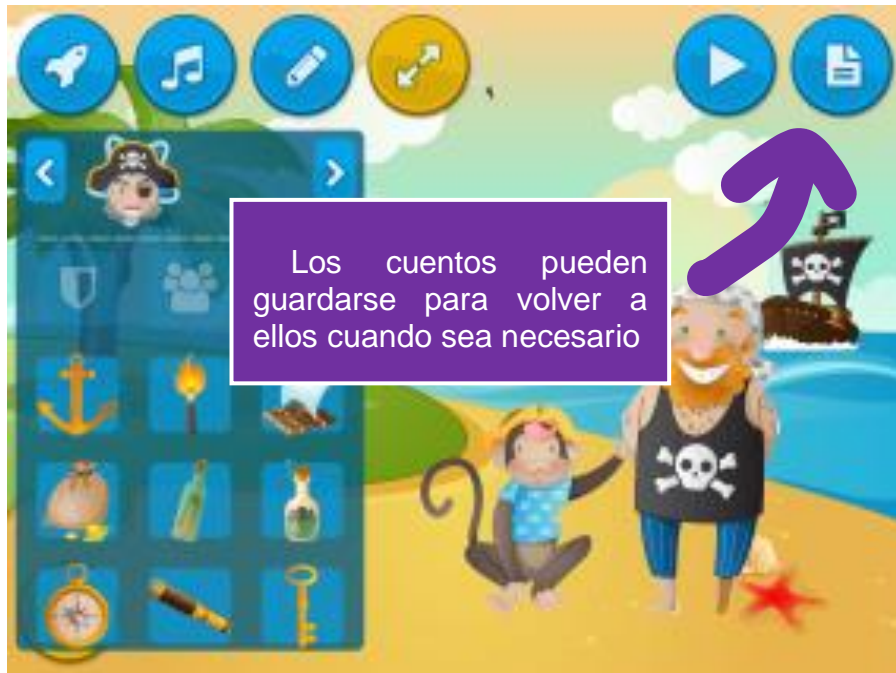 Los cuentos pueden
guardarse para volver a
ellos cuando sea necesario